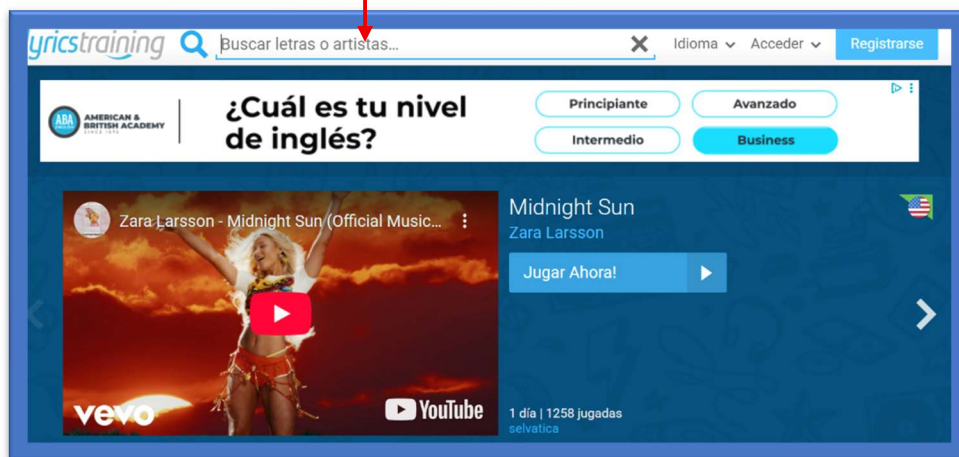 lyricstraining Buscar letras o artistas... Idioma Acceder Registrarse
ABA ENGLISH AMERICAN & BRITISH ACADEMY SINCE 1970
¿Cuál es tu nivel de inglés?
Principiante Avanzado
Intermedio Business
Zara Larsson - Midnight Sun (Official Music...
Midnight Sun
Zara Larsson
Jugar Ahora!
vevo YouTube
1 día | 1258 jugadas
selvatica